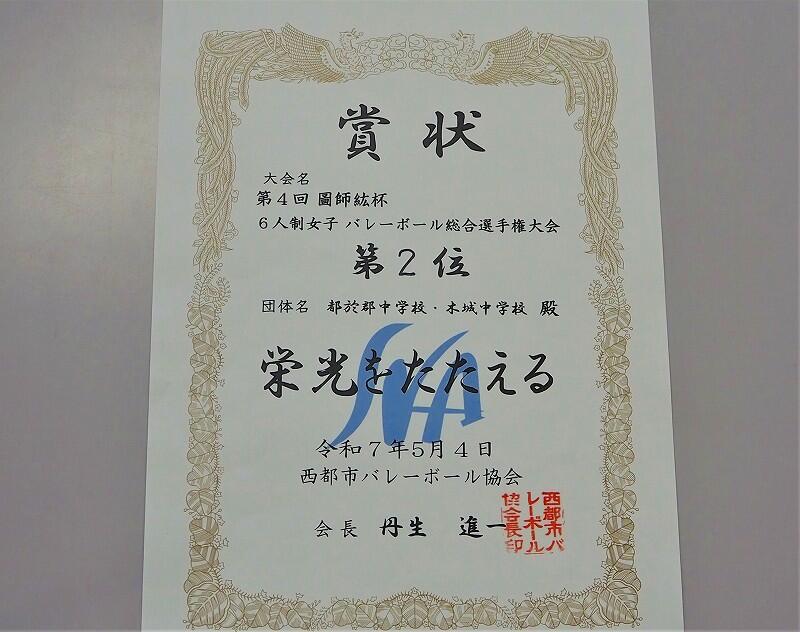 賞状
大会名
第4回 圖師紘杯
6人制女子 バレーボール総合選手権大会
第2位
団体名 都於郡中学校・木城中学校 殿
SVA
栄光をたたえる
令和7年5月4日
西都市バレーボール協会
会長 丹生 進一
西都市バ
レーボール
協会長印